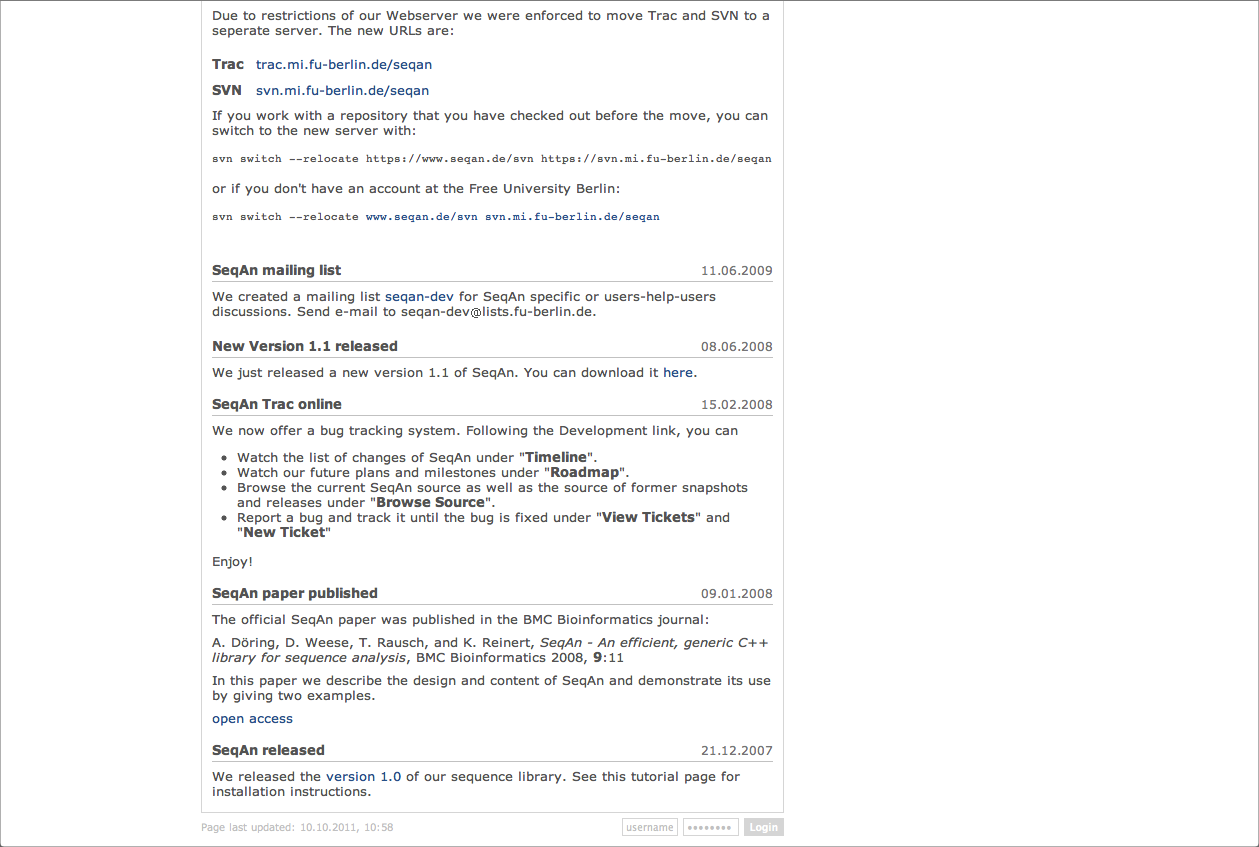 Due to restrictions of our Webserver we were enforced to move Trac and SVN to a
seperate server. The new URLs are:
Trac trac.mi.fu-berlin.de/seqan
SVN svn.mi.fu-berlin.de/seqan
If you work with a repository that you have checked out before the move, you can
switch to the new server with:
svn switch --relocate https://www.seqan.de/svn https://svn.mi.fu-berlin.de/seqan
or if you don't have an account at the Free University Berlin:
svn switch --relocate www.seqan.de/svn svn.mi.fu-berlin.de/seqan
SeqAn mailing list 11.06.2009
We created a mailing list seqan-dev for SeqAn specific or users-help-users
discussions. Send e-mail to seqan-dev@lists.fu-berlin.de.
New Version 1.1 released 08.06.2008
We just released a new version 1.1 of SeqAn. You can download it here.
SeqAn Trac online 15.02.2008
We now offer a bug tracking system. Following the Development link, you can
• Watch the list of changes of SeqAn under "Timeline".
• Watch our future plans and milestones under "Roadmap".
• Browse the current SeqAn source as well as the source of former snapshots
and releases under "Browse Source".
• Report a bug and track it until the bug is fixed under "View Tickets" and
"New Ticket"
Enjoy!
SeqAn paper published 09.01.2008
The official SeqAn paper was published in the BMC Bioinformatics journal:
A. Döring, D. Weese, T. Rausch, and K. Reinert, SeqAn - An efficient, generic C++
library for sequence analysis, BMC Bioinformatics 2008, 9:11
In this paper we describe the design and content of SeqAn and demonstrate its use
by giving two examples.
open access
SeqAn released 21.12.2007
We released the version 1.0 of our sequence library. See this tutorial page for
installation instructions.
Page last updated: 10.10.2011, 10:58 username •••••••• Login